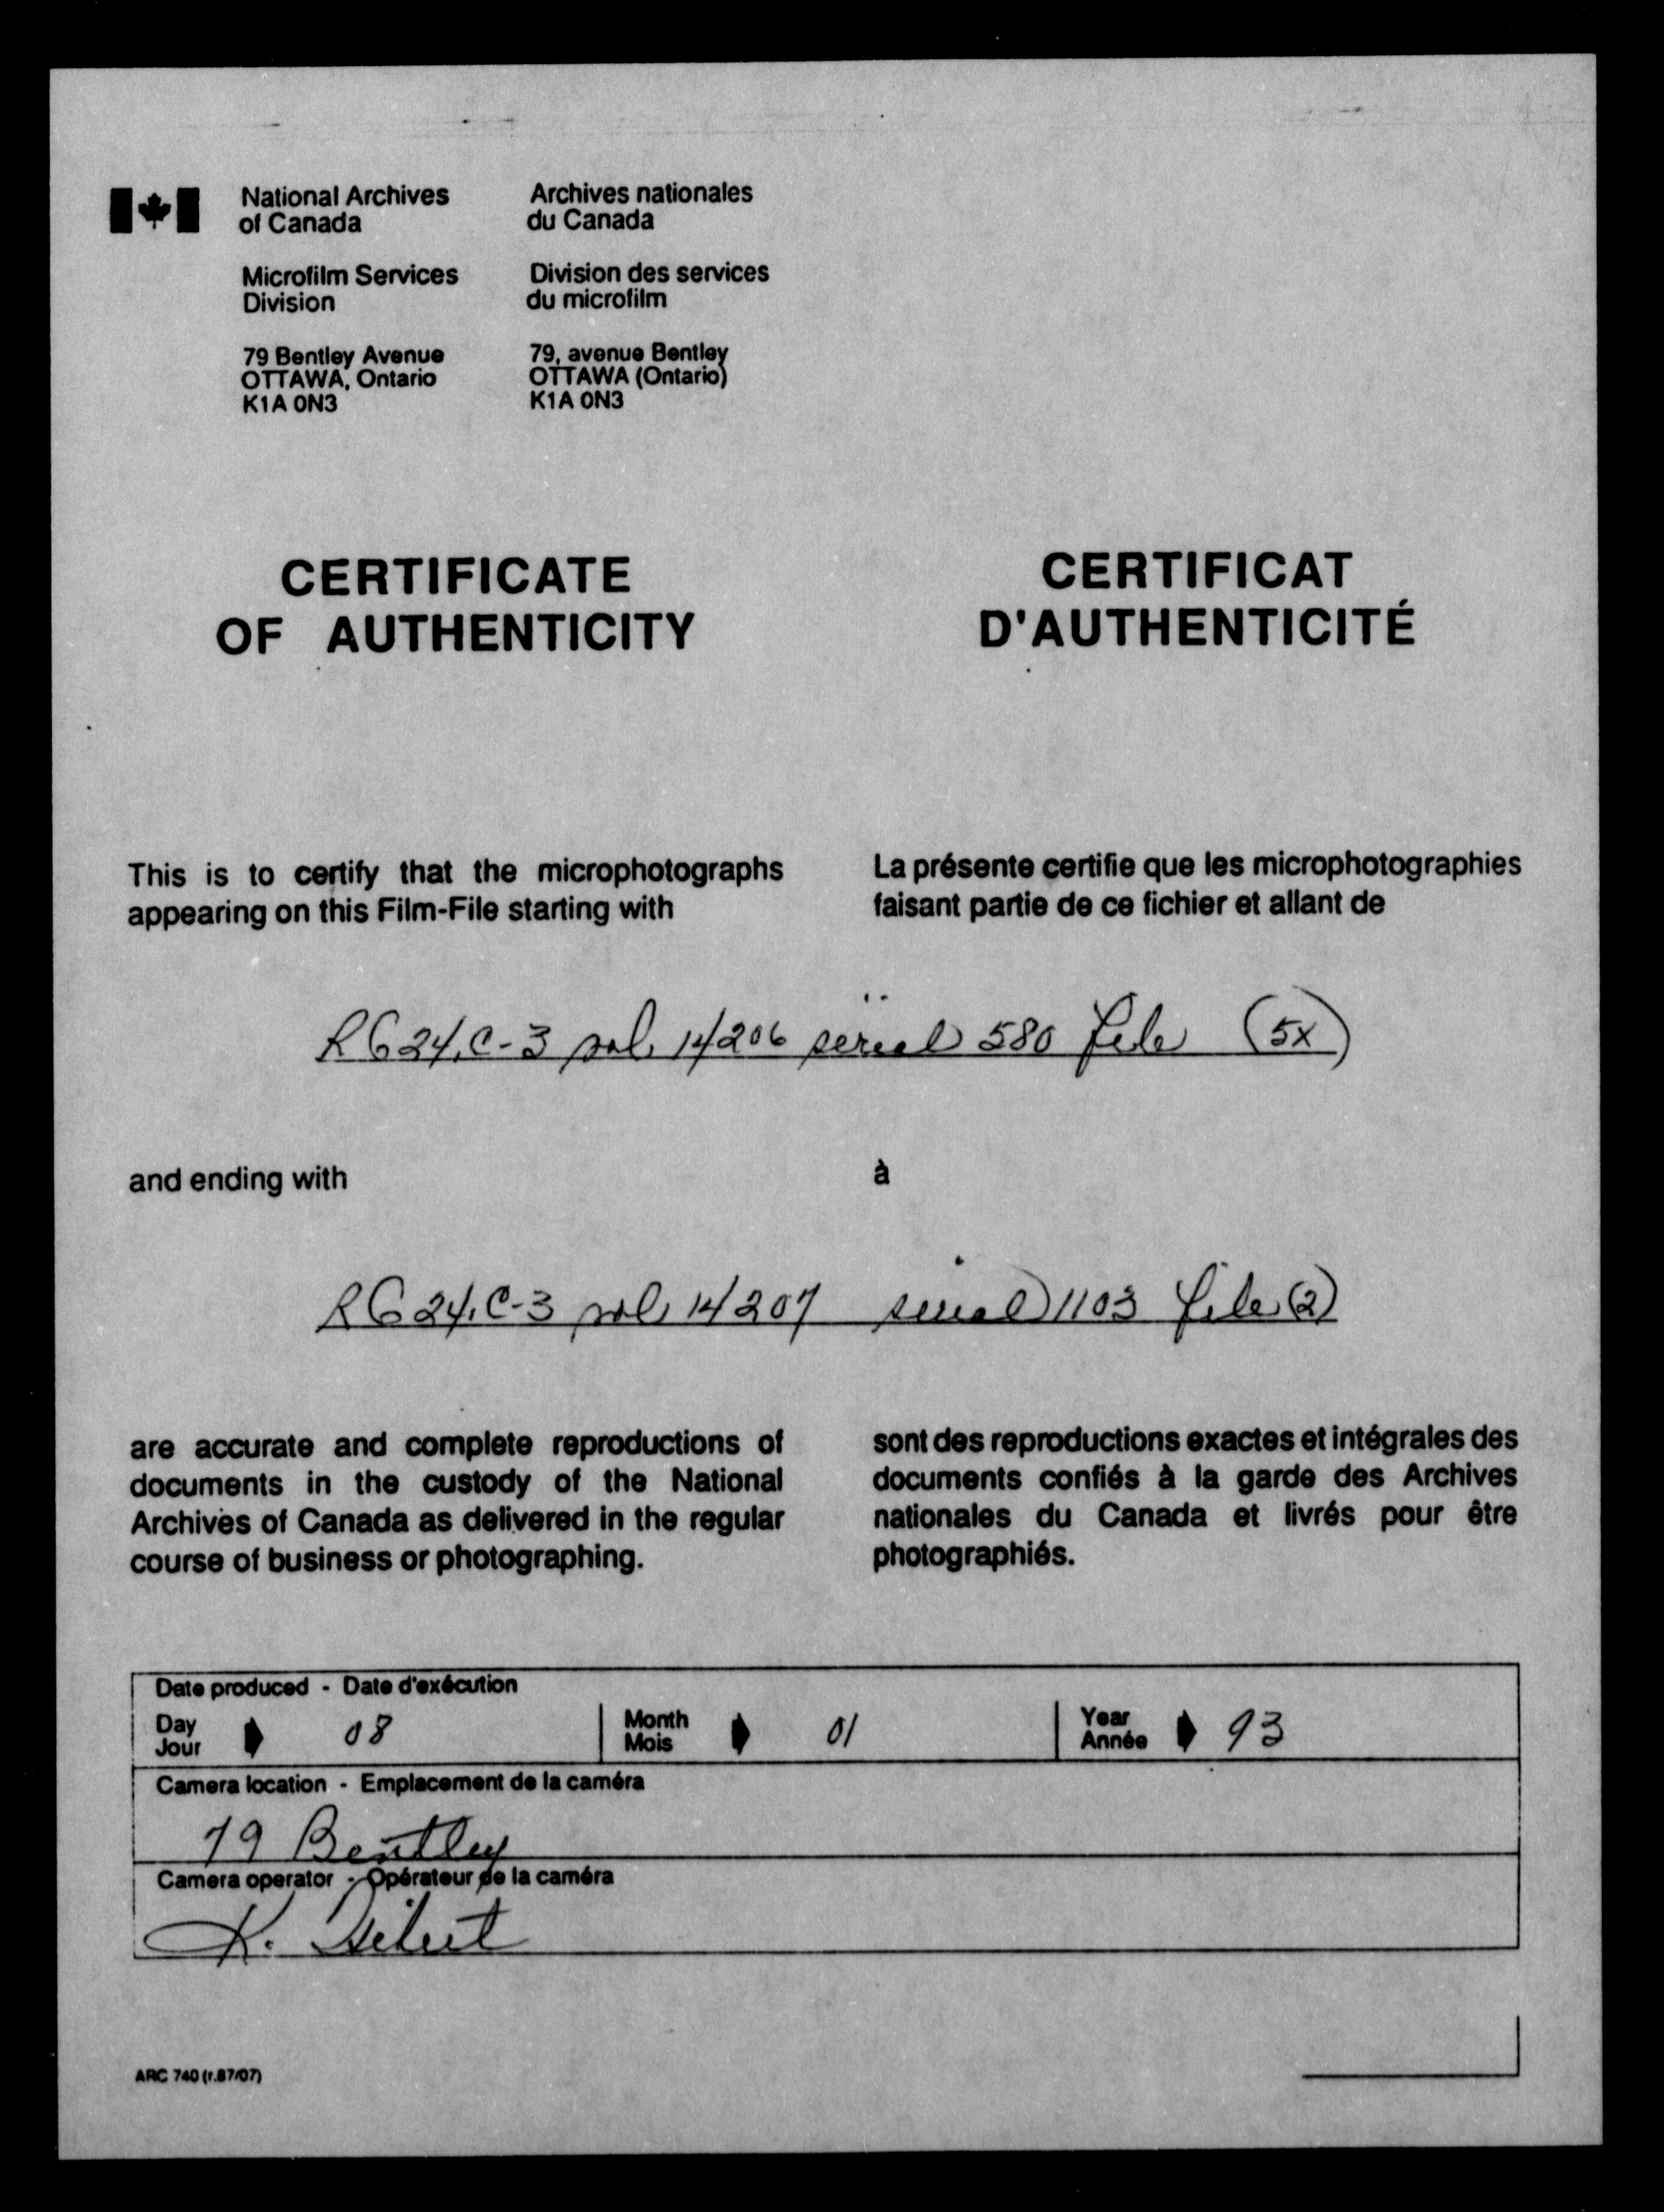 National Archives
of Canada
Archives nationales
du Canada
Microfilm Services
Division
Division des services
du microfilm
79 Bentley Avenue
OTTAWA, Ontario
K1A 0N3
79, avenue Bentley
OTTAWA (Ontario)
K1A 0N3
CERTIFICATE
OF AUTHENTICITY
CERTIFICAT
D'AUTHENTICITÉ
This is to certify that the microphotographs
appearing on this Film-File starting with
La présente certifie que les microphotographies
faisant partie de ce fichier et allant de
RG24,C-3 vol. 14206 serial 580 file (5x)
and ending with
à
RG24,C-3 vol. 14207 serial 1103 file (2)
are accurate and complete reproductions of
documents in the custody of the National
Archives of Canada as delivered in the regular
course of business or photographing.
sont des reproductions exactes et intégrales des
documents confiés à la garde des Archives
nationales du Canada et livrés pour être
photographiés.
Date produced - Date d'exécution
Day
Jour
08
Month
Mois
01
Year
Année
93
Camera location - Emplacement de la caméra
79 Bentley
Camera operator - Opérateur de la caméra
K.
ARC 740 (r.87/07)